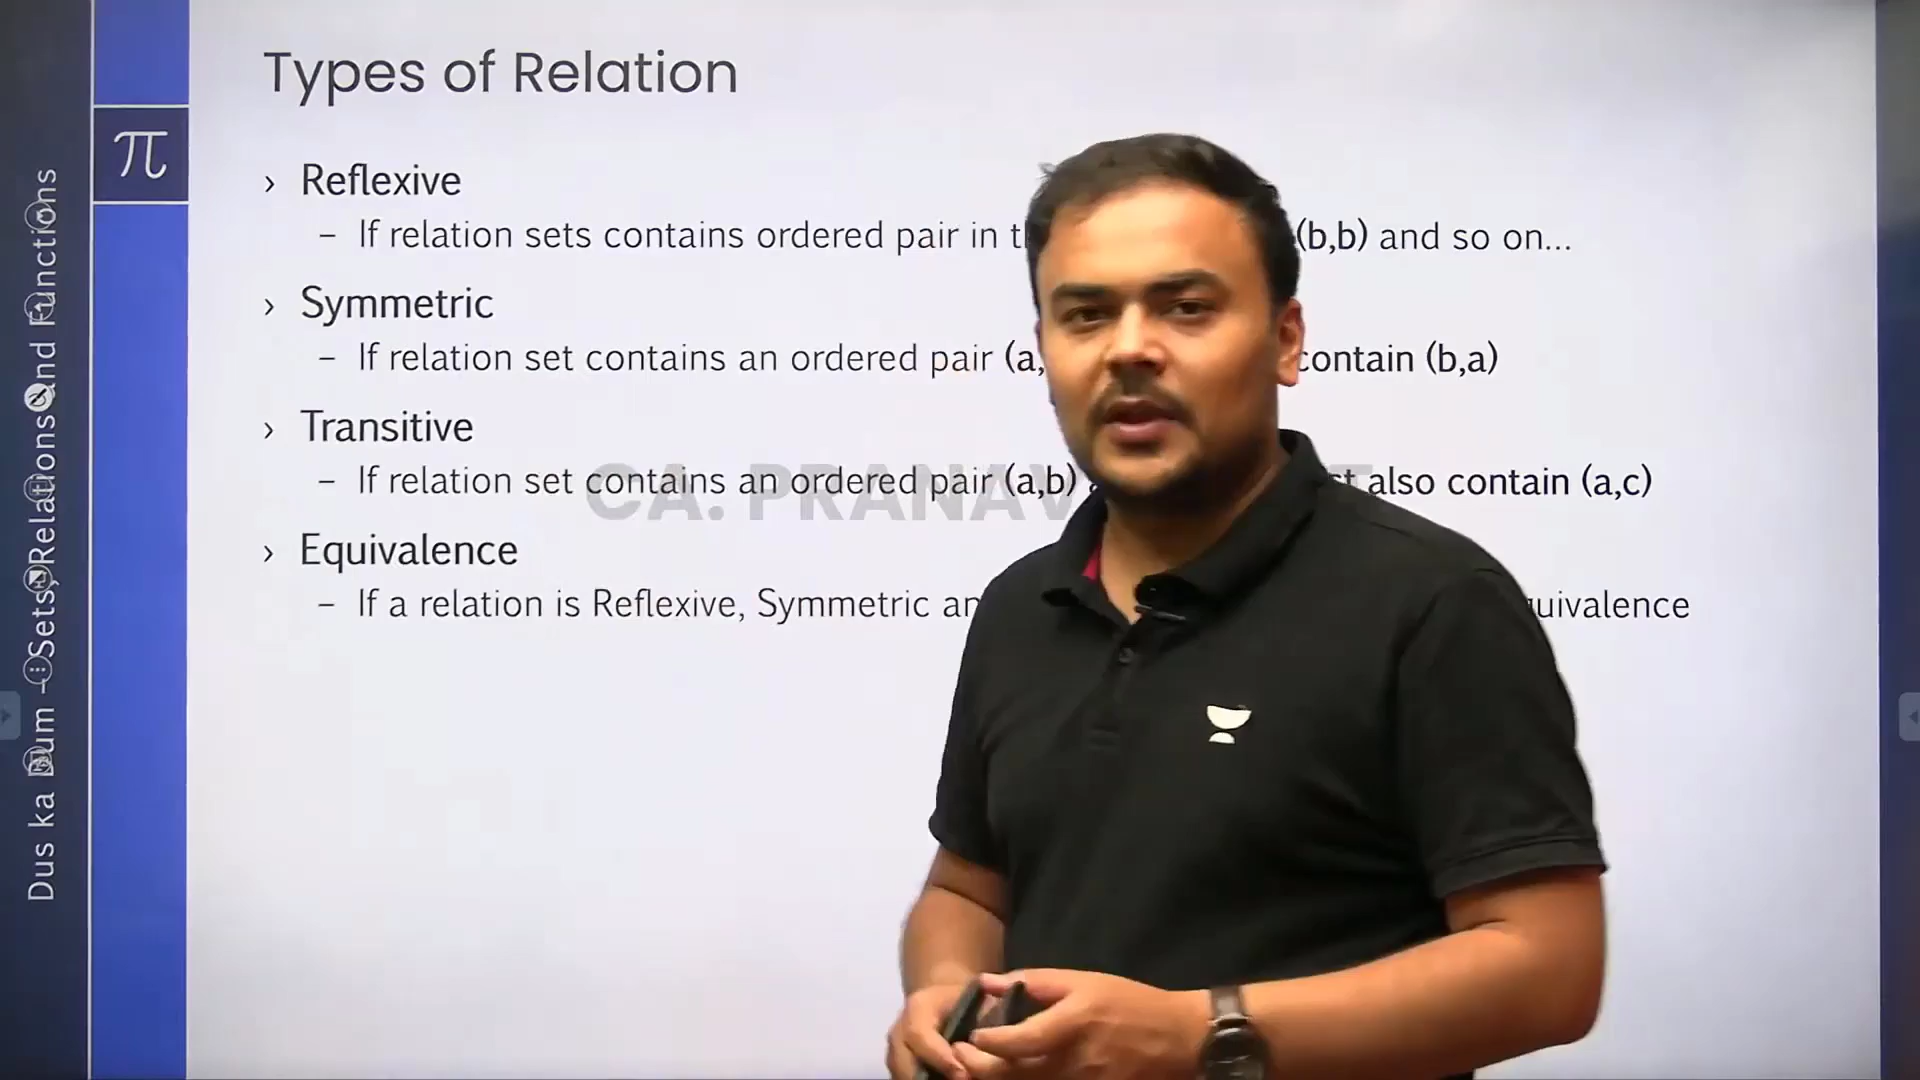 Types of Relation
π
› Reflexive
– If relation sets contains ordered pair in (b,b) and so on...
› Symmetric
– If relation set contains an ordered pair (a, contain (b,a)
› Transitive
– If relation set contains an ordered pair (a,b) also contain (a,c)
CA. PRANAV
› Equivalence
– If a relation is Reflexive, Symmetric
Dus ka Dum - Sets, Relations and Functions